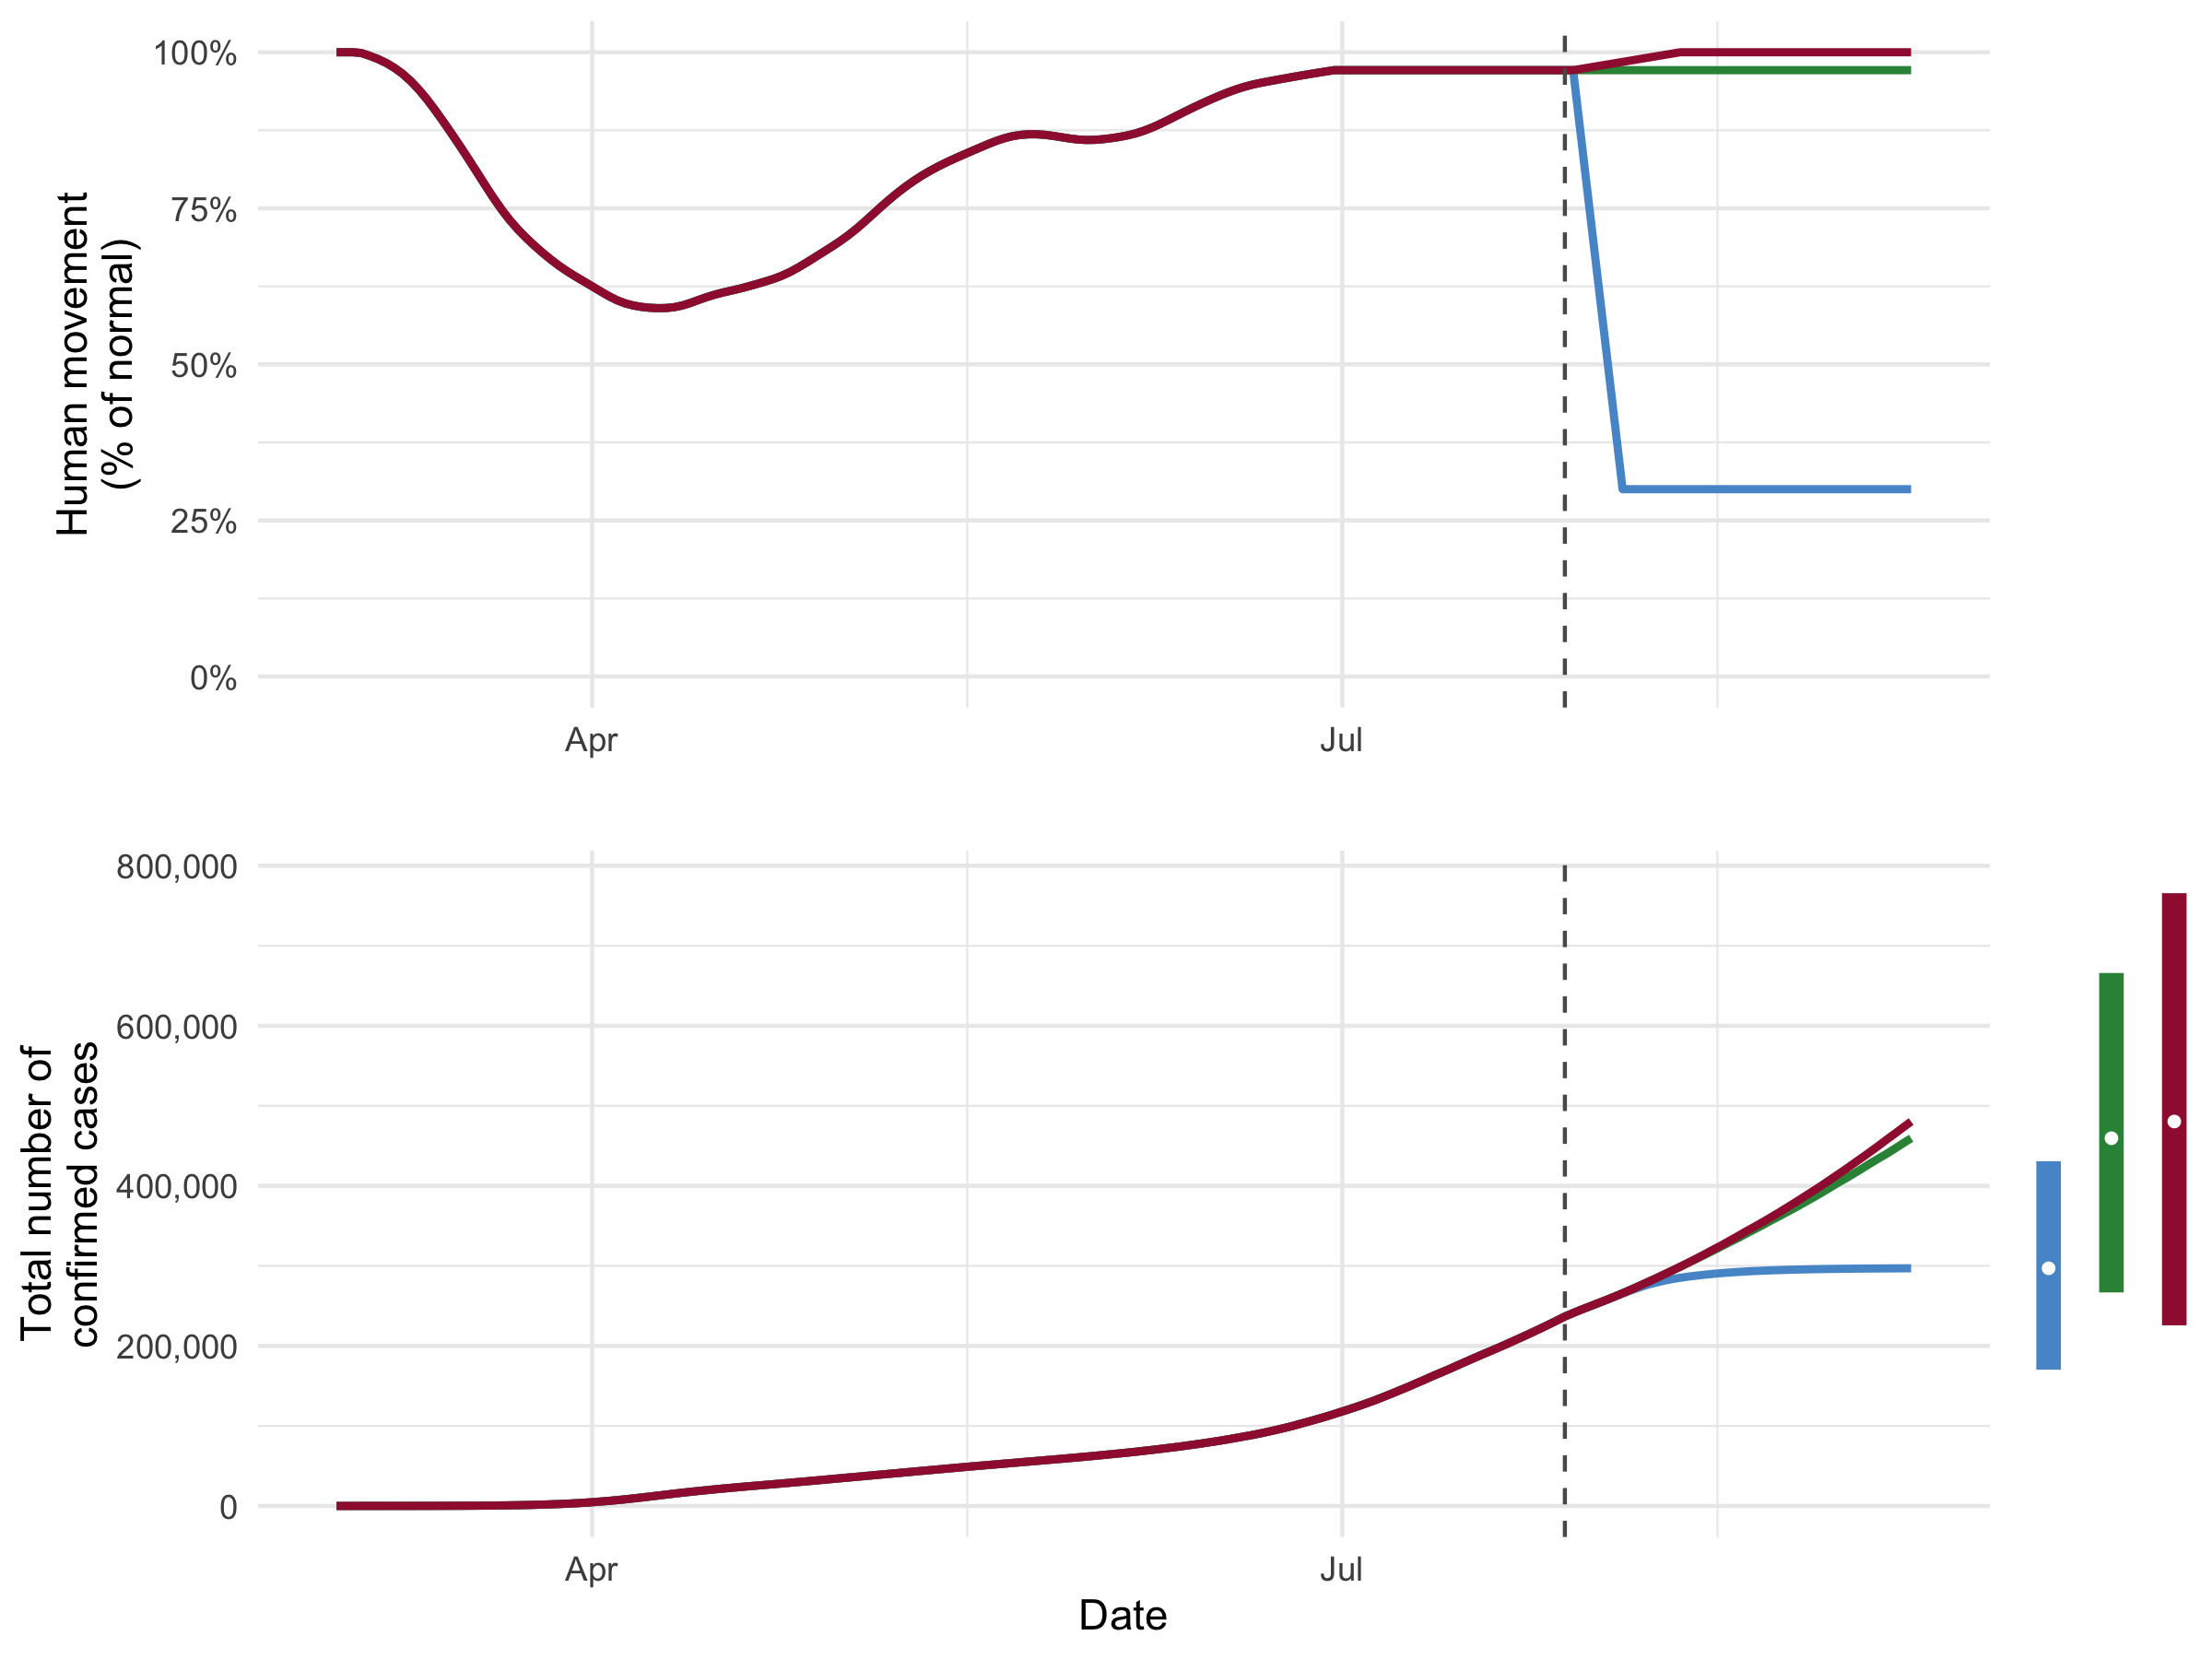 Human movement
(% of normal)
100%
75%
50%
25%
0%
Apr
Jul
Total number of
confirmed cases
800,000
600,000
400,000
200,000
0
Apr
Jul
Date